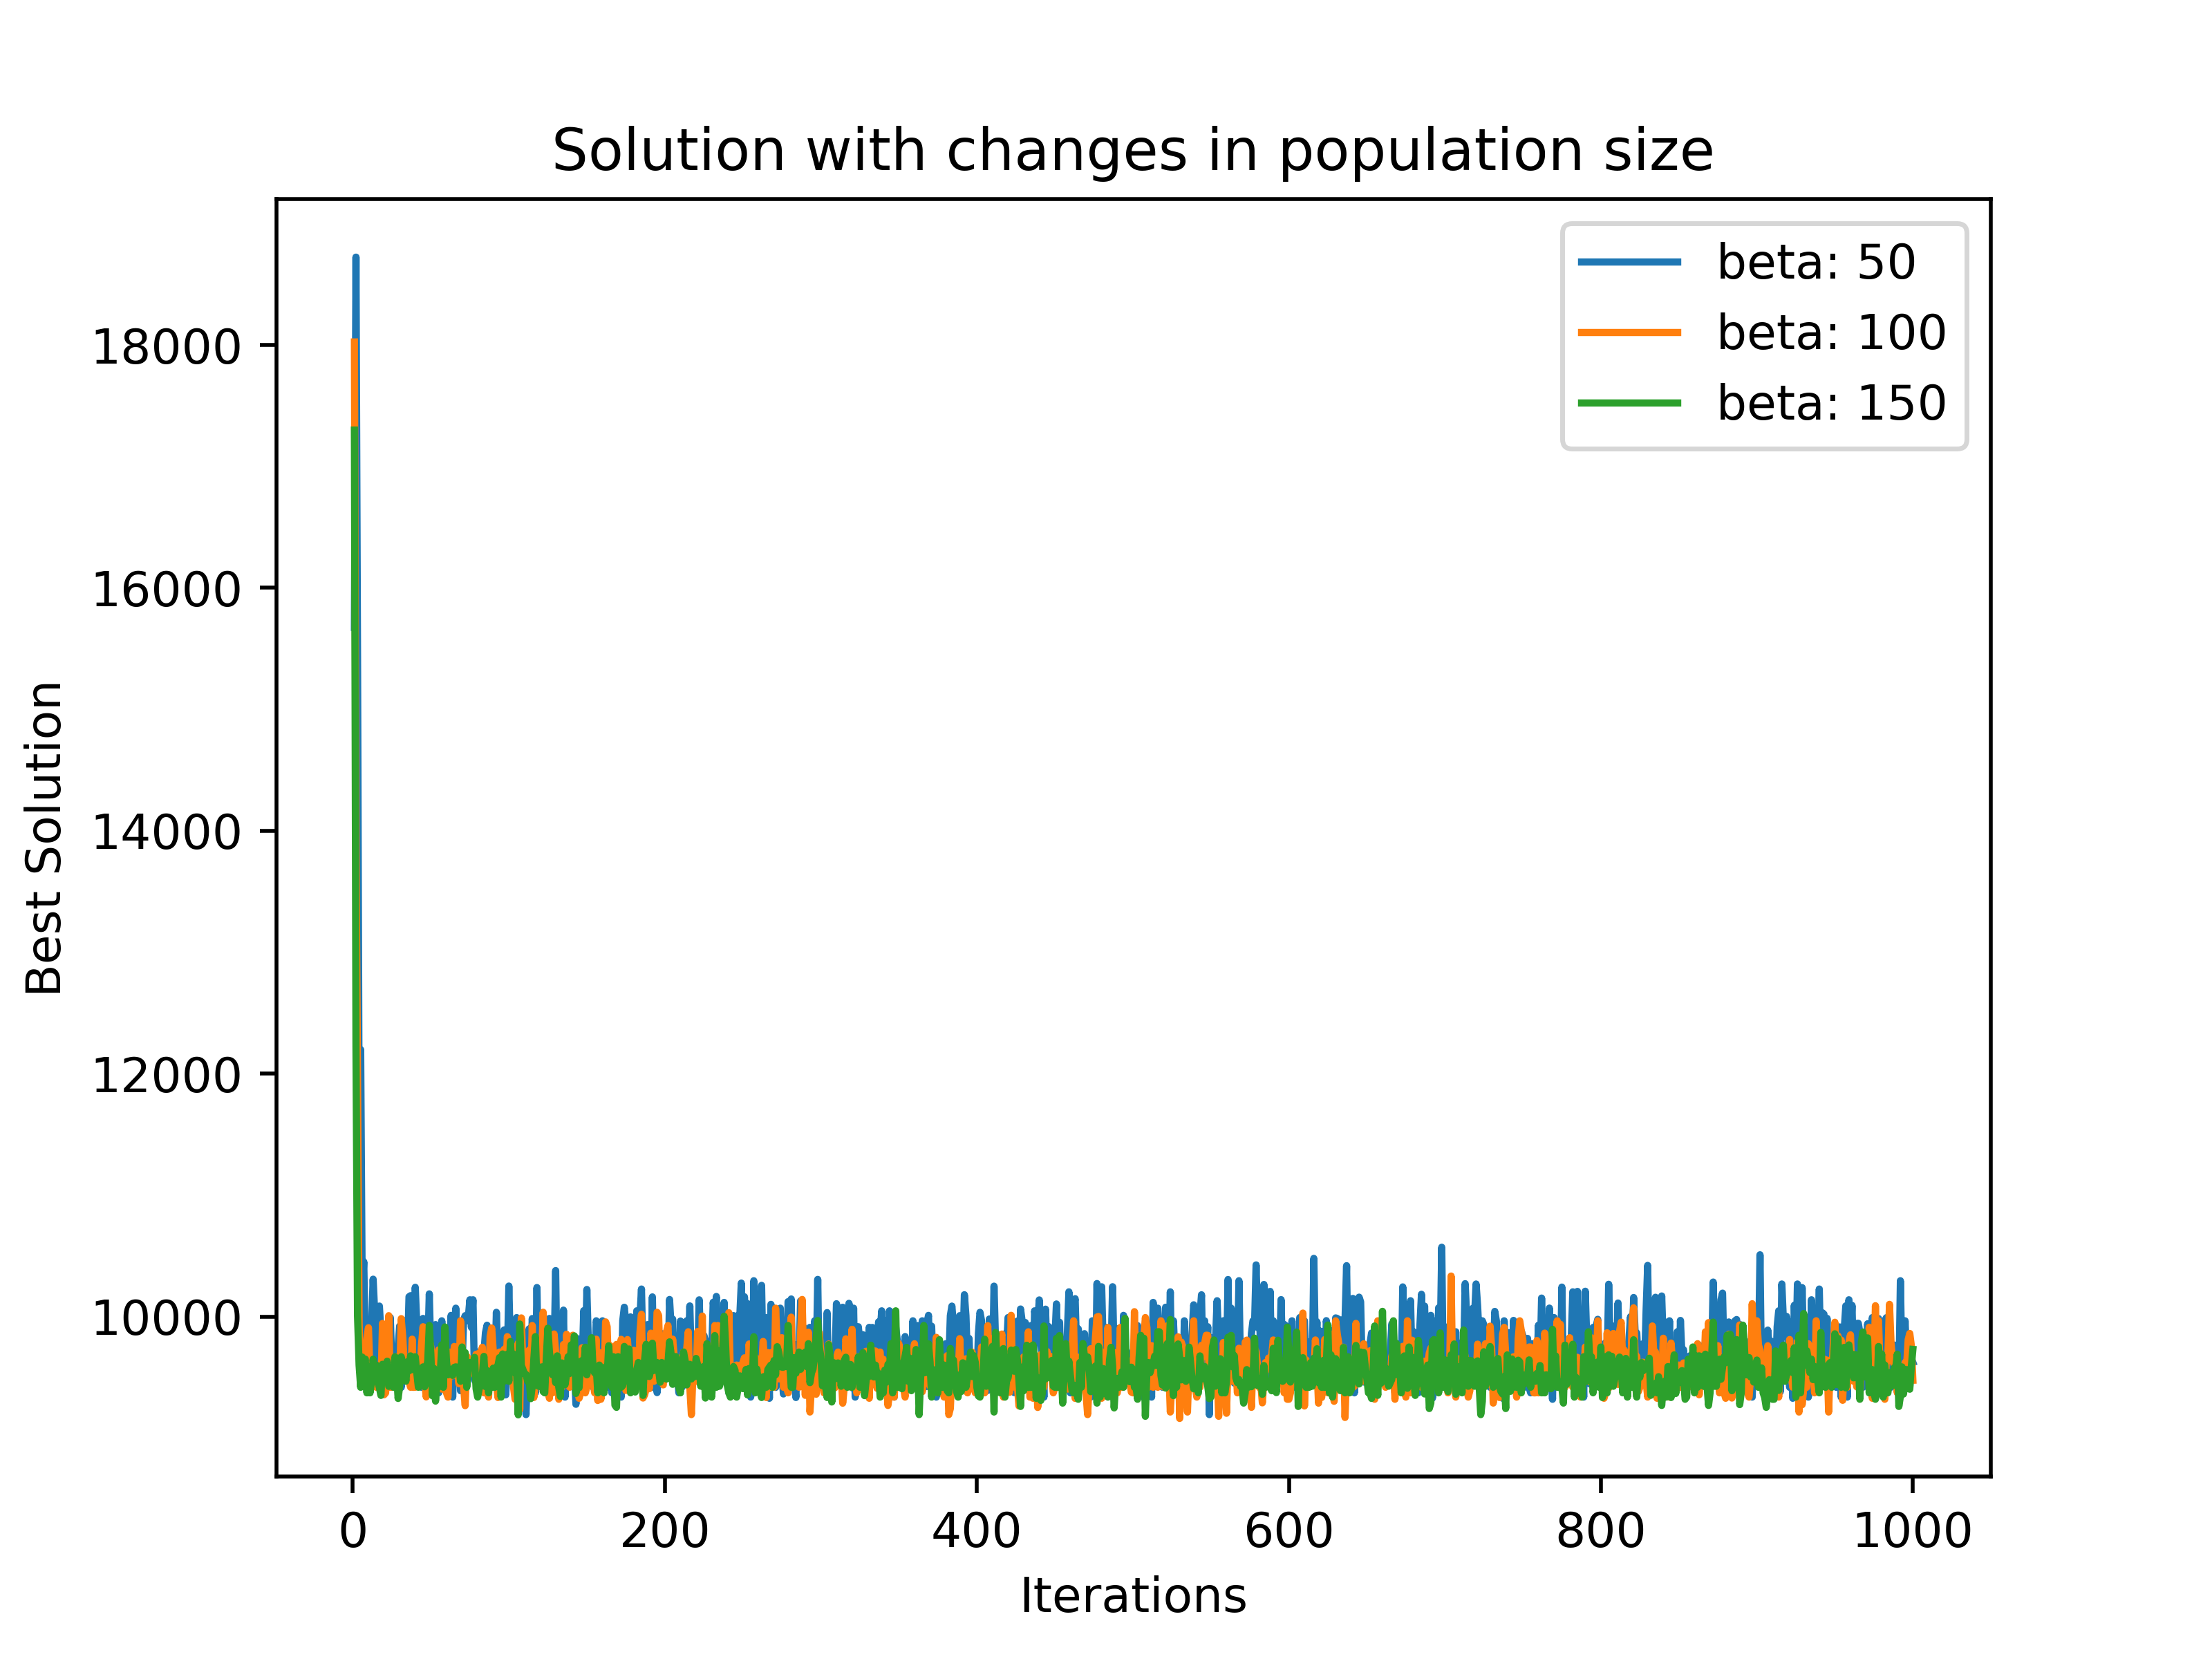 Solution with changes in population size
beta: 50
beta: 100
beta: 150
Best Solution
18000
16000
14000
12000
10000
0 200 400 600 800 1000
Iterations